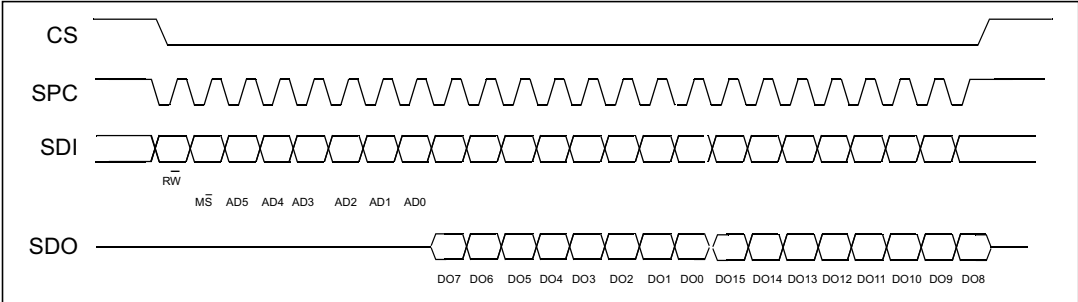 CS
SPC
SDI
RW̅
MS̅ AD5 AD4 AD3 AD2 AD1 AD0
SDO
DO7 DO6 DO5 DO4 DO3 DO2 DO1 DO0 DO15 DO14 DO13 DO12 DO11 DO10 DO9 DO8